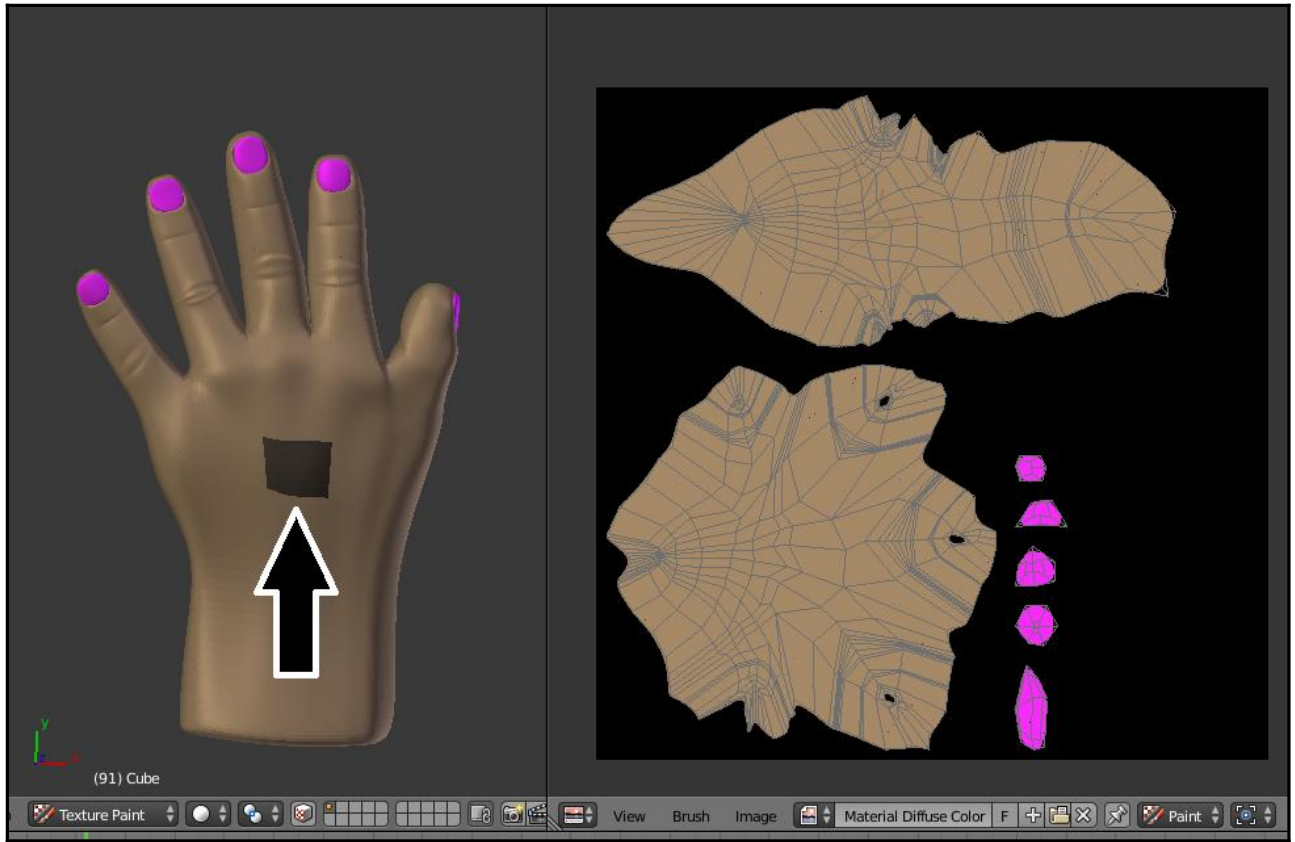 y
x
(91) Cube
Texture Paint
View Brush Image Material Diffuse Color F Paint